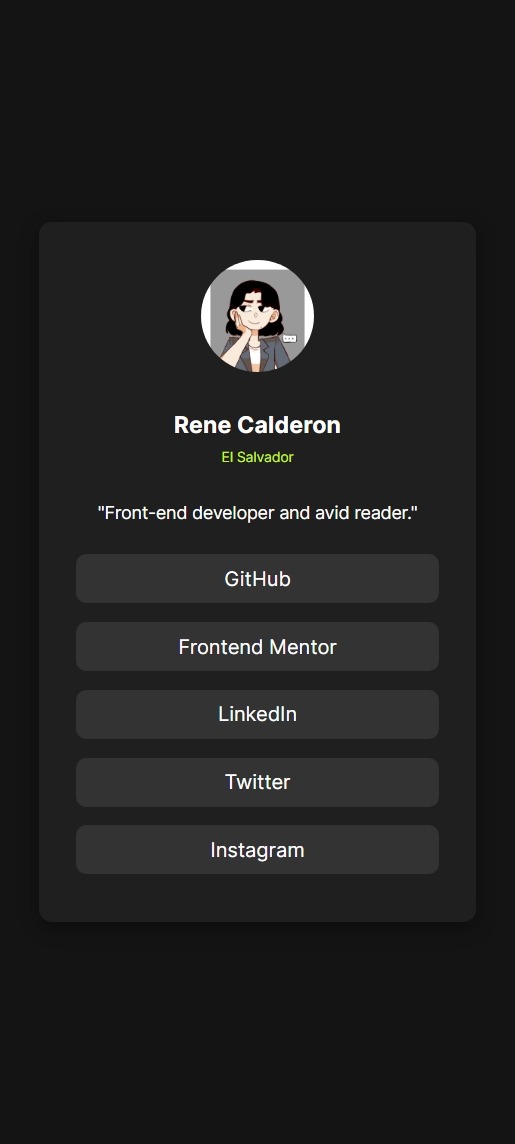 Rene Calderon
El Salvador
"Front-end developer and avid reader."
GitHub
Frontend Mentor
LinkedIn
Twitter
Instagram